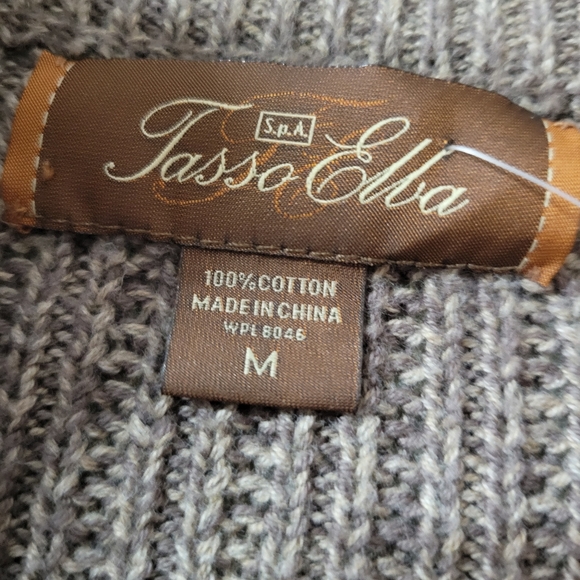 S.p.A.
Tasso Elba
100% COTTON
MADE IN CHINA
WPL 8046
M